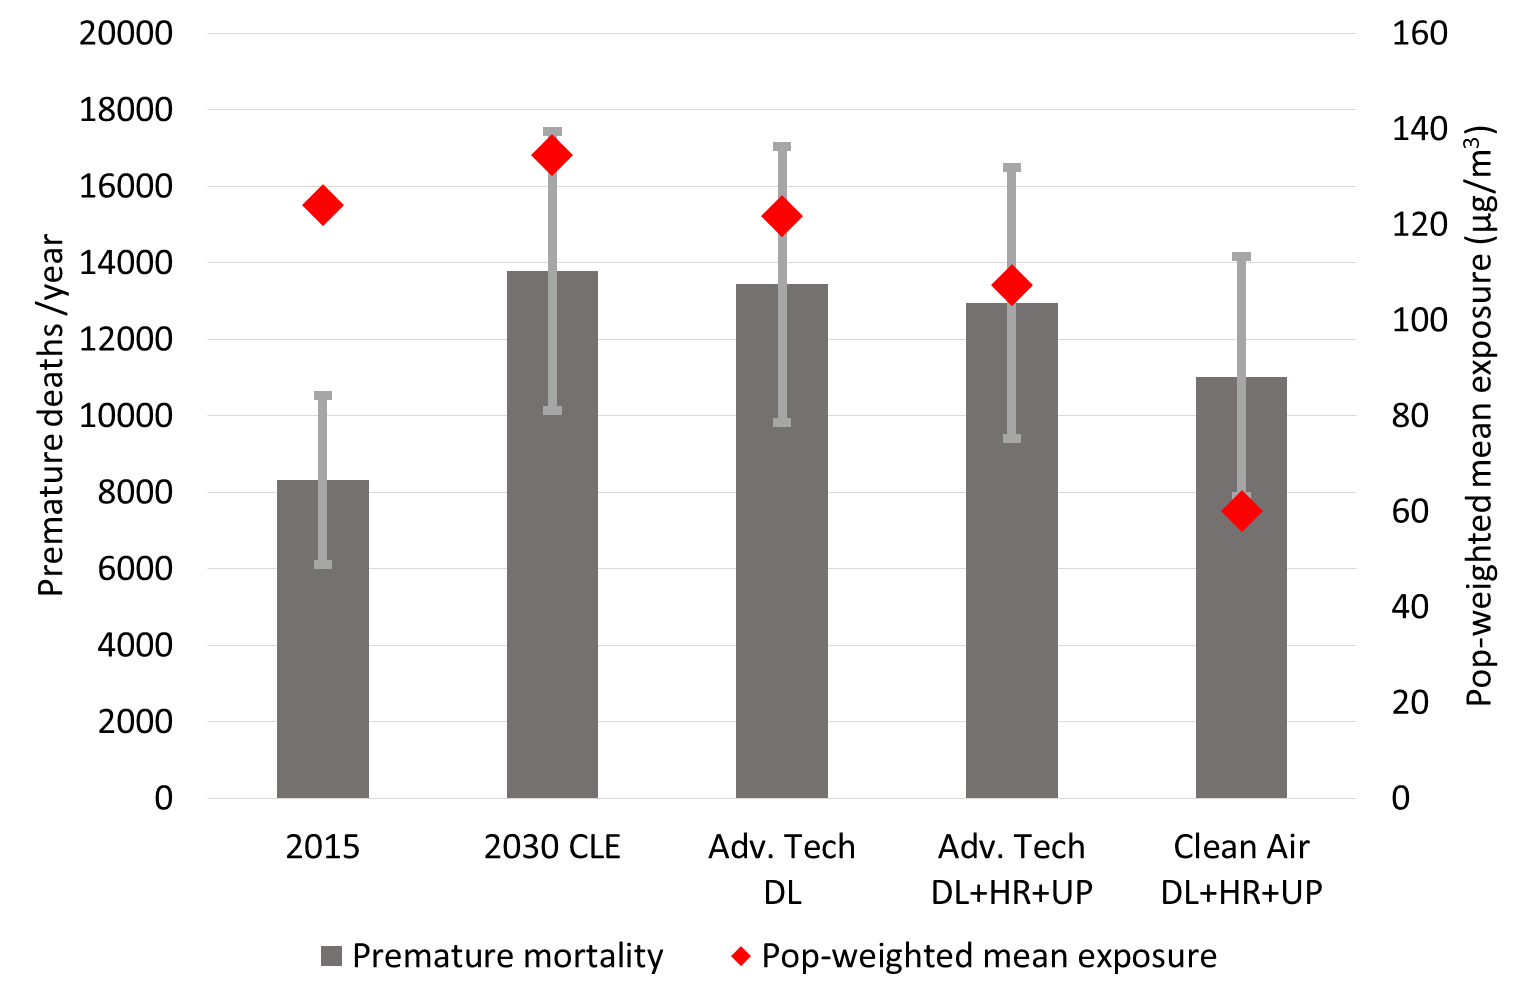 20000
18000
16000
14000
12000
10000
8000
6000
4000
2000
0
Premature deaths /year
160
140
120
100
80
60
40
20
0
Pop-weighted mean exposure (µg/m³)
2015
2030 CLE
Adv. Tech
DL
Adv. Tech
DL+HR+UP
Clean Air
DL+HR+UP
Premature mortality
Pop-weighted mean exposure